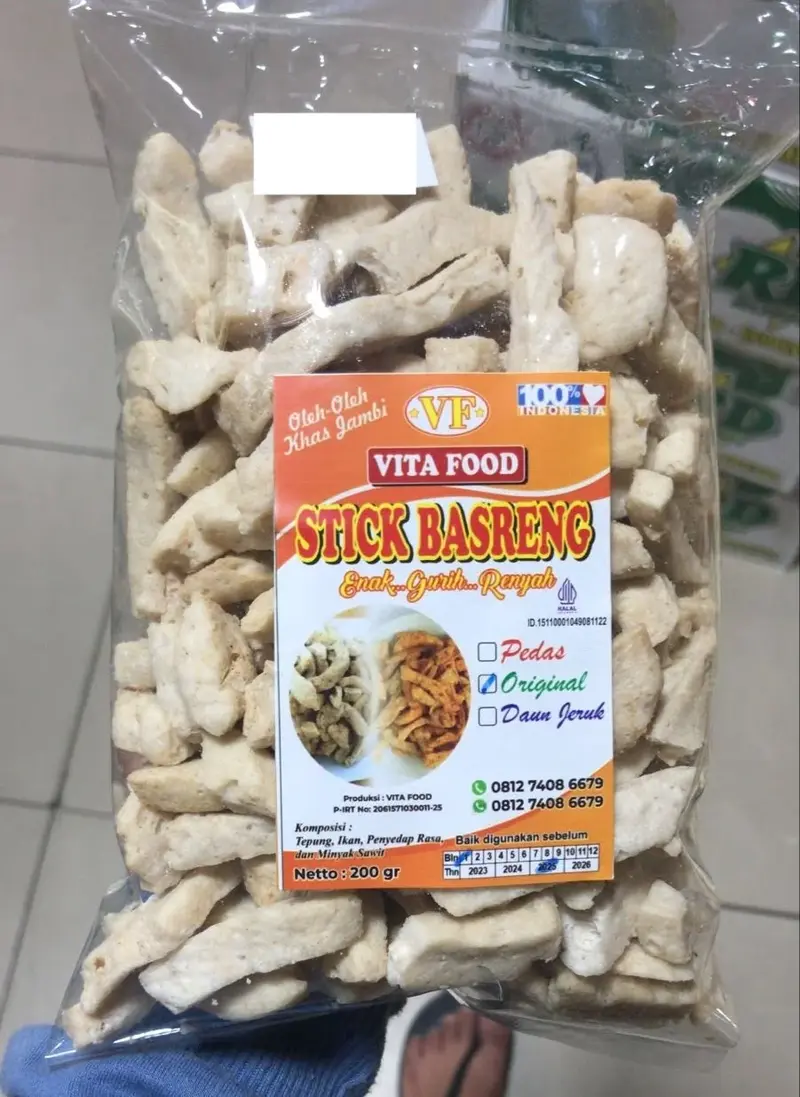 Oleh-Oleh
Khas Jambi
VF
100%
INDONESIA
VITA FOOD
STICK BASRENG
Enak...Gurih...Renyah
HALAL
ID.15110001049081122
Pedas
Original
Daun Jeruk
0812 7408 6679
0812 7408 6679
Produksi : VITA FOOD
P-IRT No: 2061571030011-25
Komposisi :
Tepung, Ikan, Penyedap Rasa,
dan Minyak Sawit
Netto : 200 gr
Baik digunakan sebelum
Bln 1 2 3 4 5 6 7 8 9 10 11 12
Thn 2023 2024 2025 2026